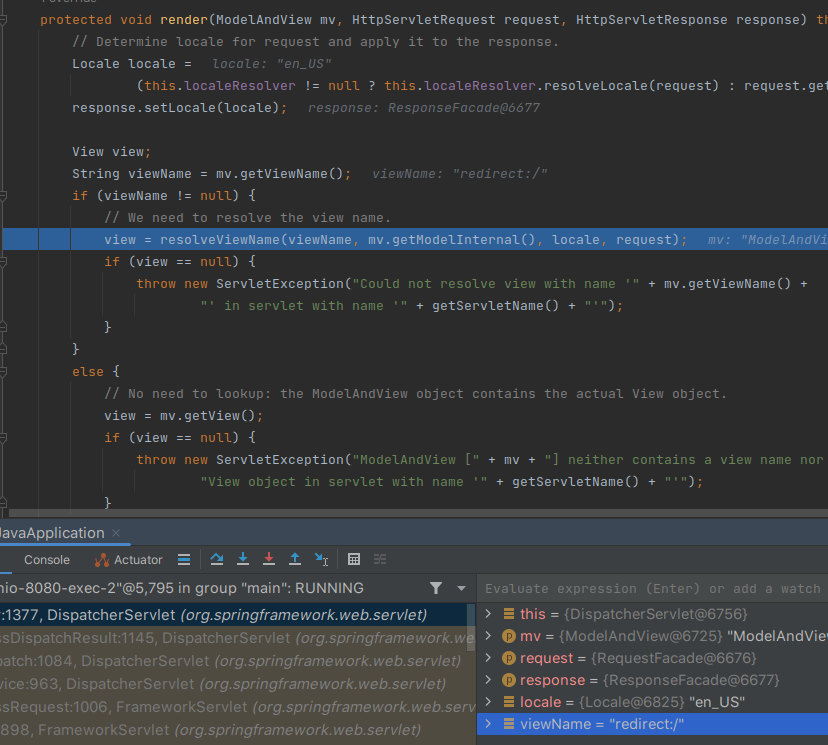 protected void render(ModelAndView mv, HttpServletRequest request, HttpServletResponse response)
// Determine locale for request and apply it to the response.
Locale locale = locale: "en_US"
(this.localeResolver != null ? this.localeResolver.resolveLocale(request) : request.get
response.setLocale(locale); response: ResponseFacade@6677
View view;
String viewName = mv.getViewName(); viewName: "redirect:/"
if (viewName != null) {
// We need to resolve the view name.
view = resolveViewName(viewName, mv.getModelInternal(), locale, request); mv: "ModelAndVi
if (view == null) {
throw new ServletException("Could not resolve view with name '" + mv.getViewName() +
"' in servlet with name '" + getServletName() + "'");
}
}
else {
// No need to lookup: the ModelAndView object contains the actual View object.
view = mv.getView();
if (view == null) {
throw new ServletException("ModelAndView [" + mv + "] neither contains a view name nor
"View object in servlet with name '" + getServletName() + "'");
}
JavaApplication
Console Actuator
nio-8080-exec-2"@5,795 in group "main": RUNNING
:1377, DispatcherServlet (org.springframework.web.servlet)
ssDispatchResult:1145, DispatcherServlet (org.springframework.we
patch:1084, DispatcherServlet (org.springframework.web.servlet)
vice:963, DispatcherServlet (org.springframework.web.servlet)
ssRequest:1006, FrameworkServlet (org.springframework.web.serv
898, FrameworkServlet (org.springframework.web.servlet)
Evaluate expression (Enter) or add a watch
this = {DispatcherServlet@6756}
mv = {ModelAndView@6725} "ModelAndView
request = {RequestFacade@6676}
response = {ResponseFacade@6677}
locale = {Locale@6825} "en_US"
viewName = "redirect:/"